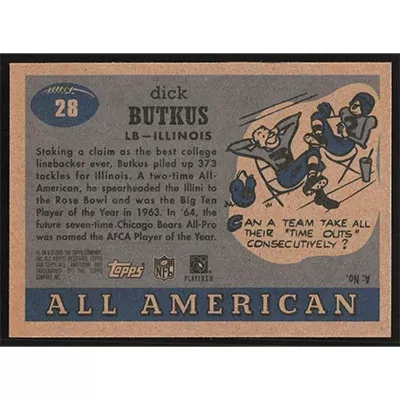 28
dick
BUTKUS
LB–ILLINOIS
Staking a claim as the best college
linebacker ever, Butkus piled up 373
tackles for Illinois. A two-time All-
American, he spearheaded the Illini to
the Rose Bowl and was the Big Ten
Player of the Year in 1963. In '64, the
future seven-time Chicago Bears All-Pro
was named the AFCA Player of the Year.
CAN A TEAM TAKE ALL
THEIR "TIME OUTS"
CONSECUTIVELY?
A: No.
Topps
NFL
PLAYERS
ALL AMERICAN